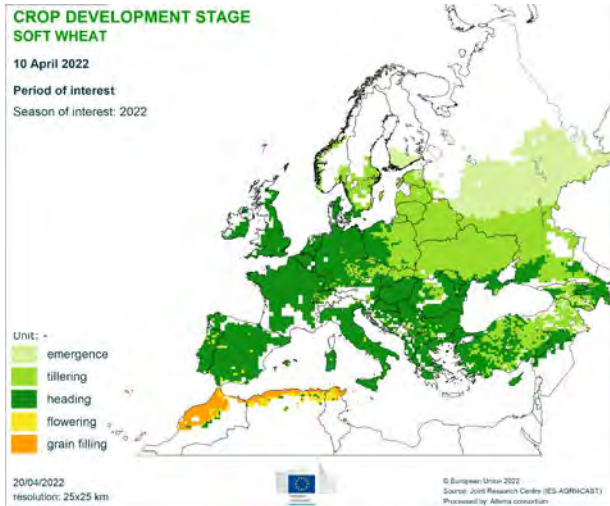 CROP DEVELOPMENT STAGE
SOFT WHEAT
10 April 2022
Period of interest
Season of interest: 2022
Unit: -
emergence
tillering
heading
flowering
grain filling
20/04/2022
resolution: 25x25 km
© European Union 2022
Source: Joint Research Centre (IES-AGRI4CAST)
Processed by: Alterra consortium